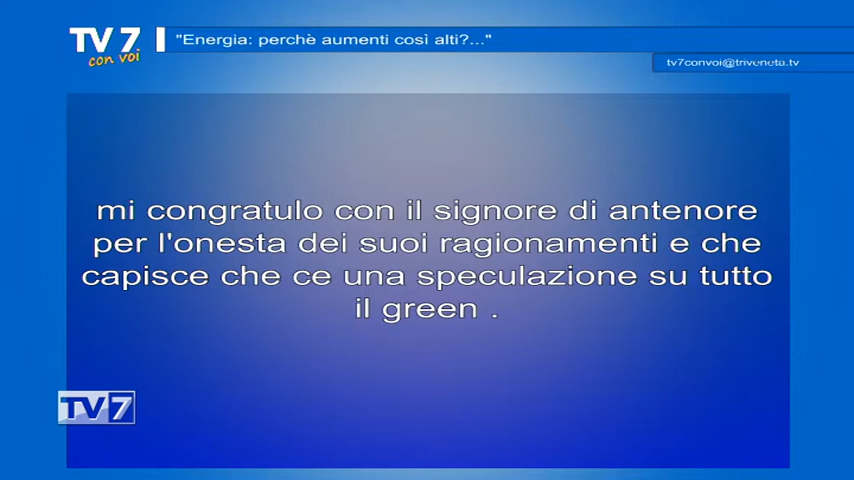 TV7
con voi
"Energia: perchè aumenti così alti?..."
tv7convoi@triveneta.tv
mi congratulo con il signore di antenore
per l'onesta dei suoi ragionamenti e che
capisce che ce una speculazione su tutto
il green .
TV7